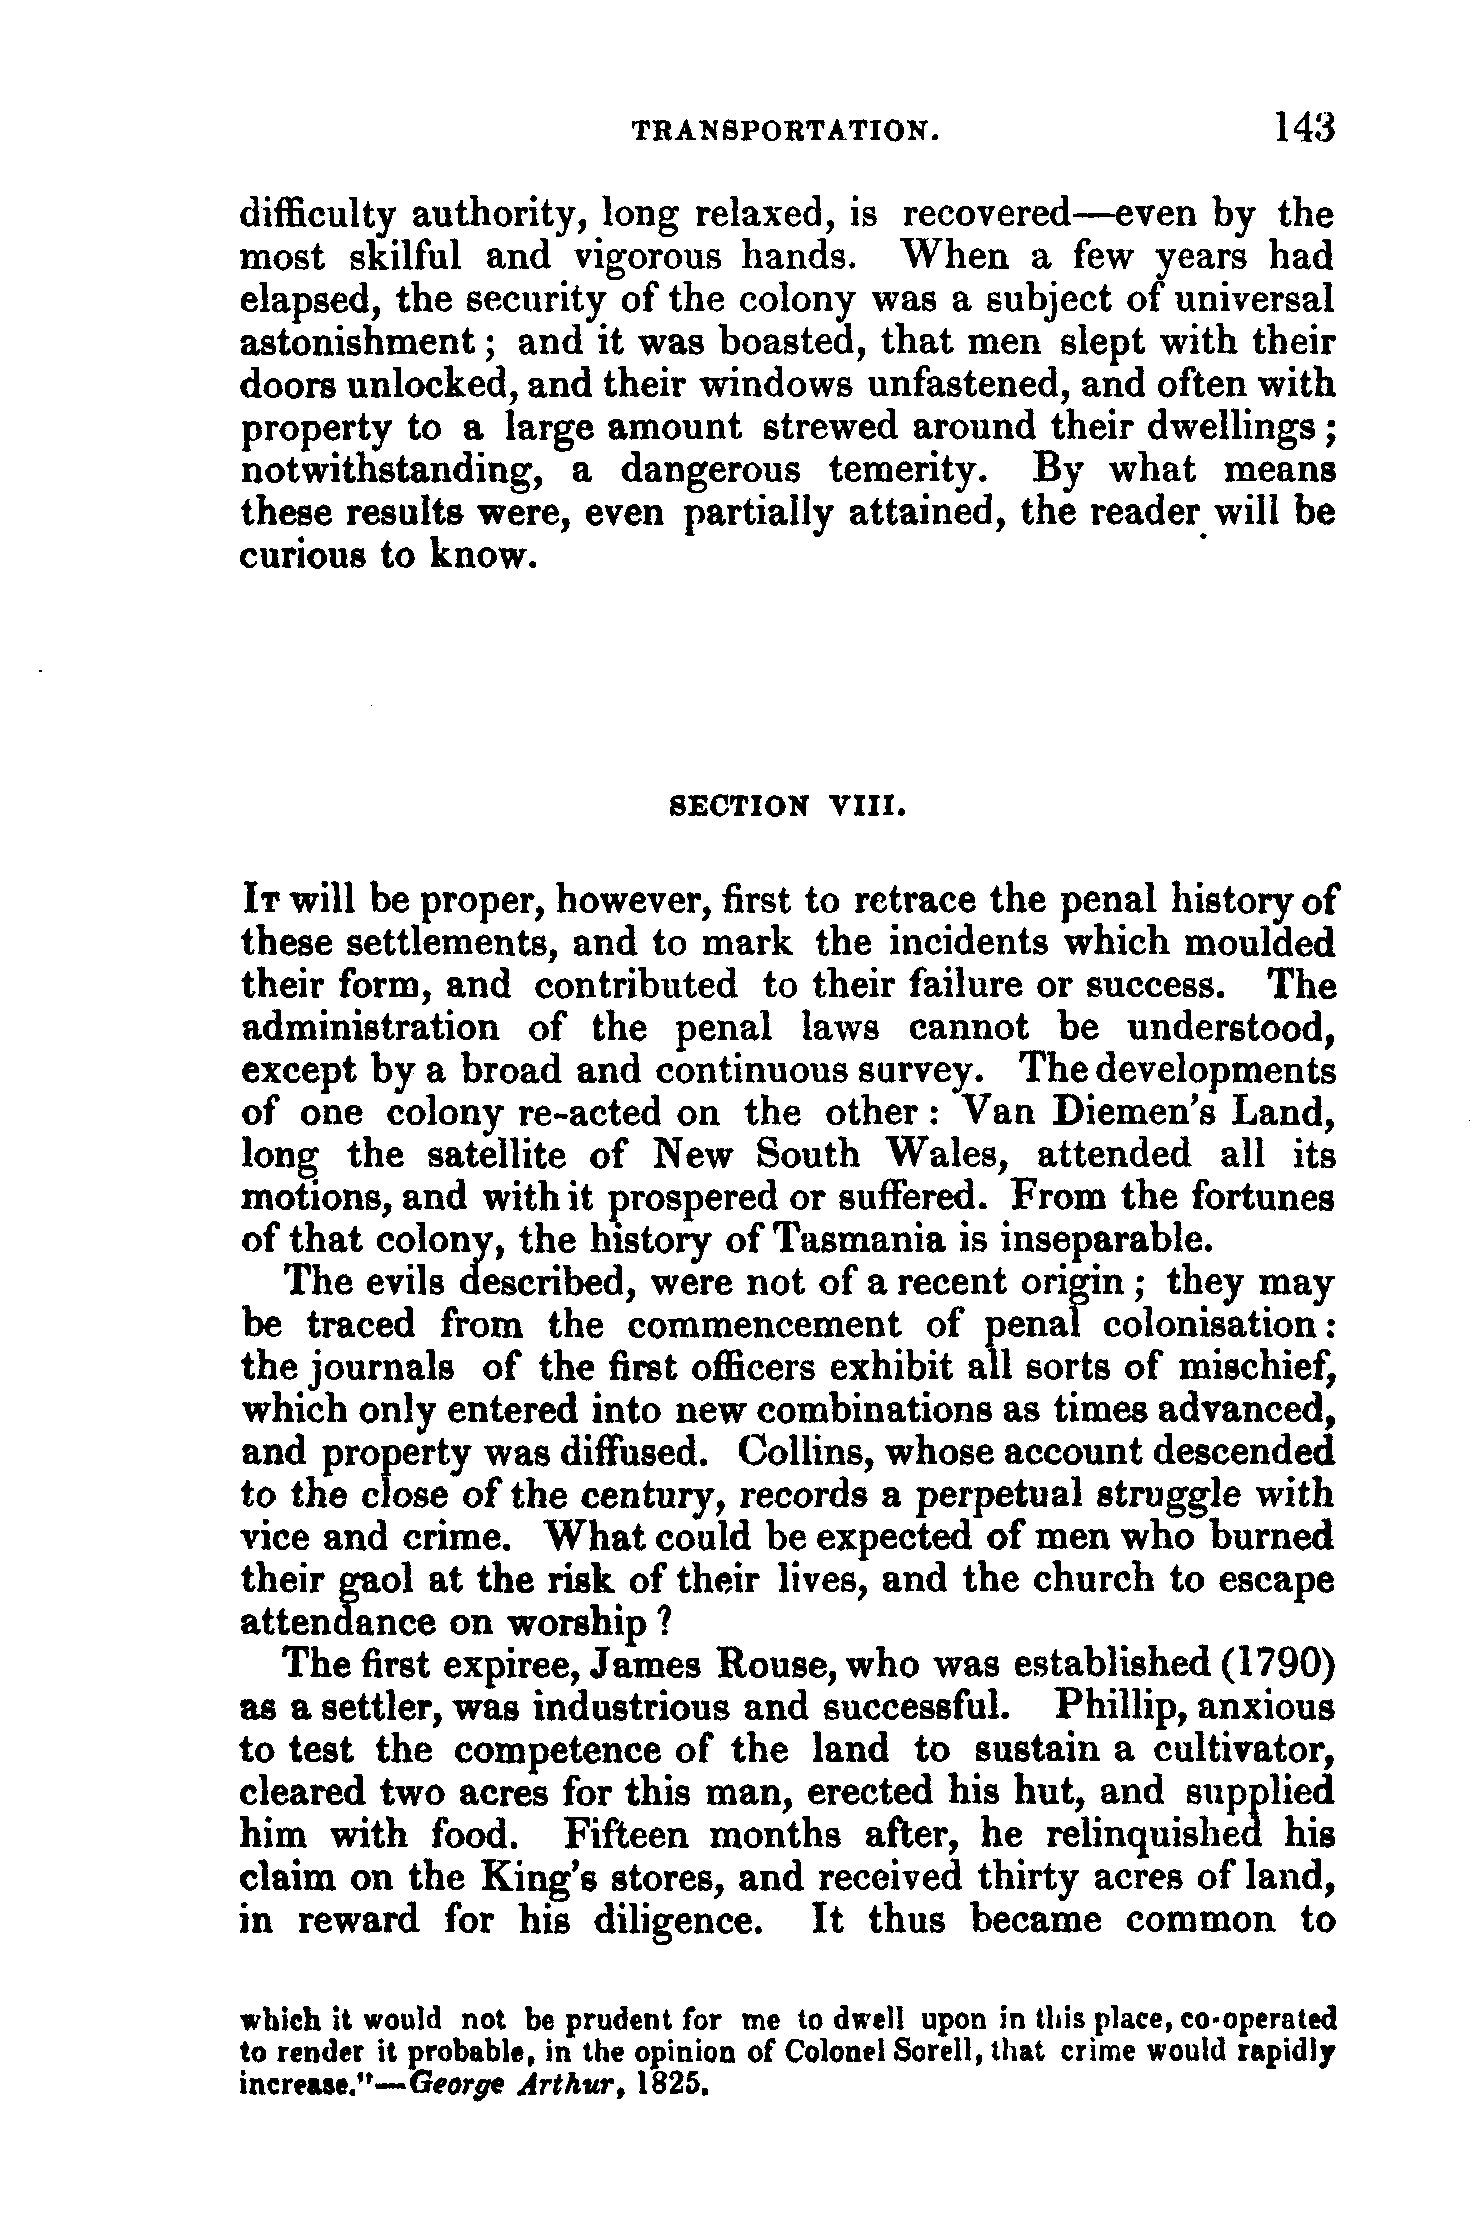 TRANSPORTATION. 143
difficulty authority, long relaxed, is recovered—even by the
most skilful and vigorous hands. When a few years had
elapsed, the security of the colony was a subject of universal
astonishment; and it was boasted, that men slept with their
doors unlocked, and their windows unfastened, and often with
property to a large amount strewed around their dwellings;
notwithstanding, a dangerous temerity. By what means
these results were, even partially attained, the reader will be
curious to know.
SECTION VIII.
IT will be proper, however, first to retrace the penal history of
these settlements, and to mark the incidents which moulded
their form, and contributed to their failure or success. The
administration of the penal laws cannot be understood,
except by a broad and continuous survey. The developments
of one colony re-acted on the other: Van Diemen's Land,
long the satellite of New South Wales, attended all its
motions, and with it prospered or suffered. From the fortunes
of that colony, the history of Tasmania is inseparable.
The evils described, were not of a recent origin; they may
be traced from the commencement of penal colonisation:
the journals of the first officers exhibit all sorts of mischief,
which only entered into new combinations as times advanced,
and property was diffused. Collins, whose account descended
to the close of the century, records a perpetual struggle with
vice and crime. What could be expected of men who burned
their gaol at the risk of their lives, and the church to escape
attendance on worship?
The first expiree, James Rouse, who was established (1790)
as a settler, was industrious and successful. Phillip, anxious
to test the competence of the land to sustain a cultivator,
cleared two acres for this man, erected his hut, and supplied
him with food. Fifteen months after, he relinquished his
claim on the King's stores, and received thirty acres of land,
in reward for his diligence. It thus became common to
which it would not be prudent for me to dwell upon in this place, co-operated
to render it probable, in the opinion of Colonel Sorell, that crime would rapidly
increase."—George Arthur, 1825.